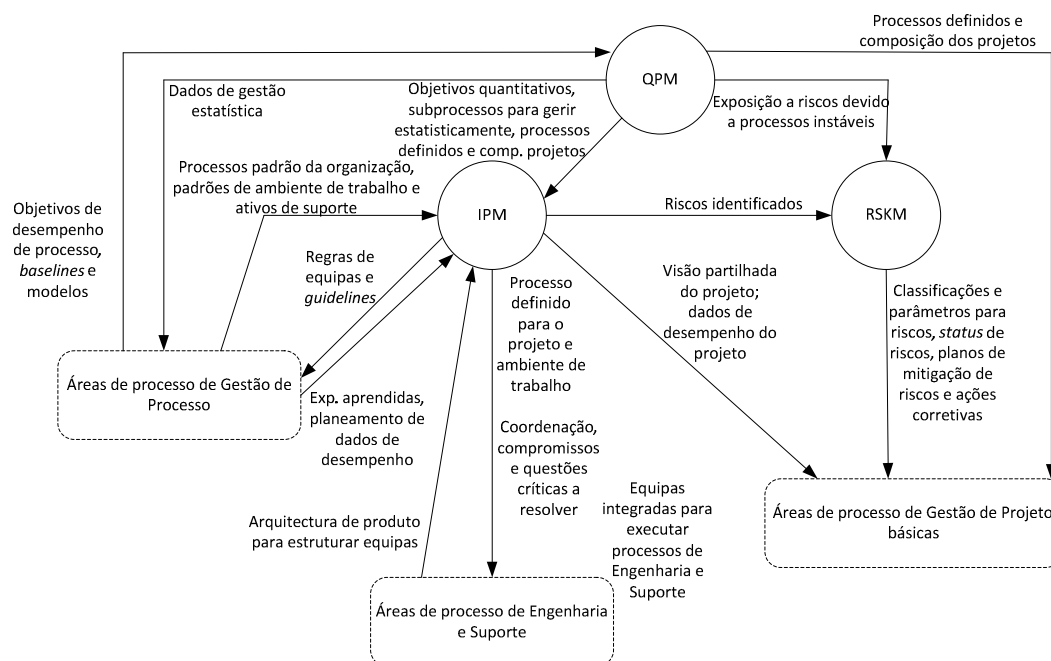 Processos definidos e
composição dos projetos
QPM
Dados de gestão
estatística
Objetivos quantitativos,
subprocessos para gerir
estatisticamente, processos
definidos e comp. projetos
Exposição a riscos devido
a processos instáveis
Processos padrão da organização,
padrões de ambiente de trabalho e
ativos de suporte
Objetivos de
desempenho
de processo,
baselines e
modelos
IPM
Riscos identificados
RSKM
Regras de
equipas e
guidelines
Processo
definido
para o
projeto e
ambiente de
trabalho
Visão partilhada
do projeto;
dados de
desempenho do
projeto
Classificações e
parâmetros para
riscos, status de
riscos, planos de
mitigação de
riscos e ações
corretivas
Áreas de processo de Gestão de
Processo
Exp. aprendidas,
planeamento de
dados de
desempenho
Coordenação,
compromissos
e questões
críticas a
resolver
Equipas
integradas para
executar
processos de
Engenharia e
Suporte
Arquitectura de produto
para estruturar equipas
Áreas de processo de Gestão de Projeto
básicas
Áreas de processo de Engenharia
e Suporte